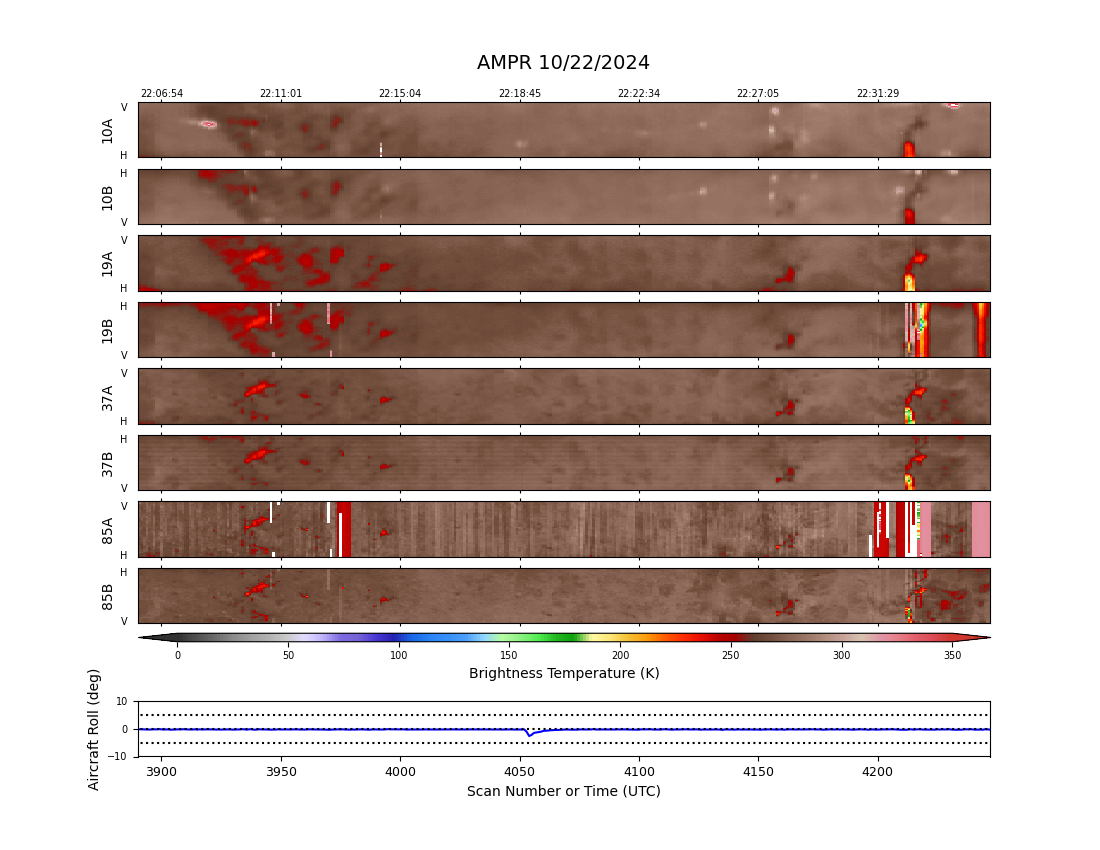 AMPR 10/22/2024
22:06:54 22:11:01 22:15:04 22:18:45 22:22:34 22:27:05 22:31:29
V
10A
H
H
10B
V
V
19A
H
H
19B
V
V
37A
H
H
37B
V
V
85A
H
H
85B
V
0 50 100 150 200 250 300 350
Brightness Temperature (K)
Aircraft Roll (deg)
10
0
−10
3900 3950 4000 4050 4100 4150 4200
Scan Number or Time (UTC)